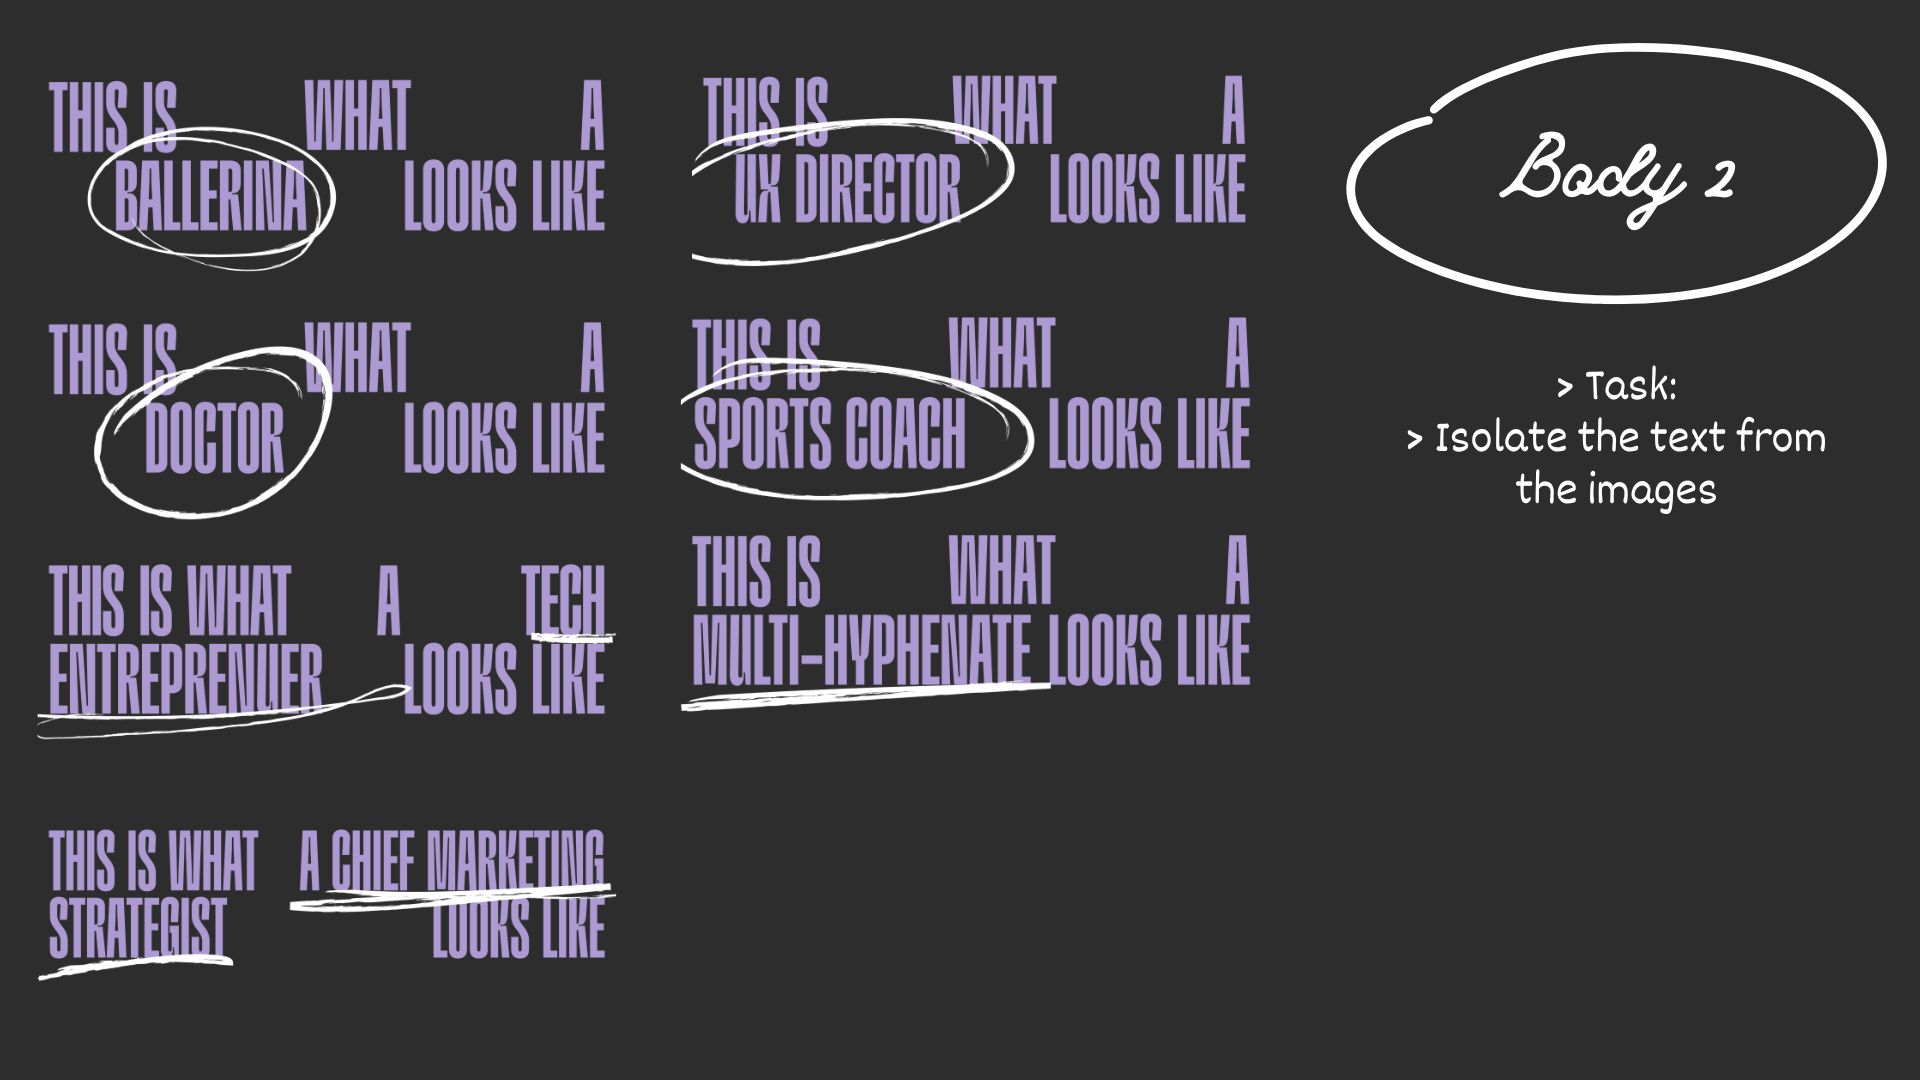 THIS IS WHAT A
BALLERINA LOOKS LIKE
THIS IS WHAT A
DOCTOR LOOKS LIKE
THIS IS WHAT A TECH
ENTREPRENUER LOOKS LIKE
THIS IS WHAT A CHIEF MARKETING
STRATEGIST LOOKS LIKE
THIS IS WHAT A
UX DIRECTOR LOOKS LIKE
THIS IS WHAT A
SPORTS COACH LOOKS LIKE
THIS IS WHAT A
MULTI-HYPHENATE LOOKS LIKE
Body 2
> Task:
> Isolate the text from
the images